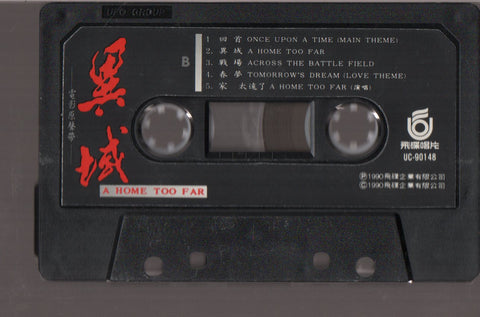 UFO GROUP
異域
電影原聲帶
A HOME TOO FAR
B
1. 回 首 ONCE UPON A TIME (MAIN THEME)
2. 異 域 A HOME TOO FAR
3. 戰 場 ACROSS THE BATTLE FIELD
4. 春 夢 TOMORROW'S DREAM (LOVE THEME)
5. 家 太遠了 A HOME TOO FAR (演唱)
飛碟唱片
UC-90148
Ⓟ1990飛碟企業有限公司
Ⓒ1990飛碟企業有限公司